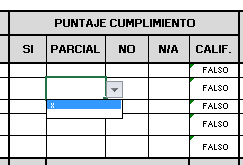 PUNTAJE CUMPLIMIENTO
SI PARCIAL NO N/A CALIF.
FALSO
FALSO
X
FALSO
FALSO
FALSO